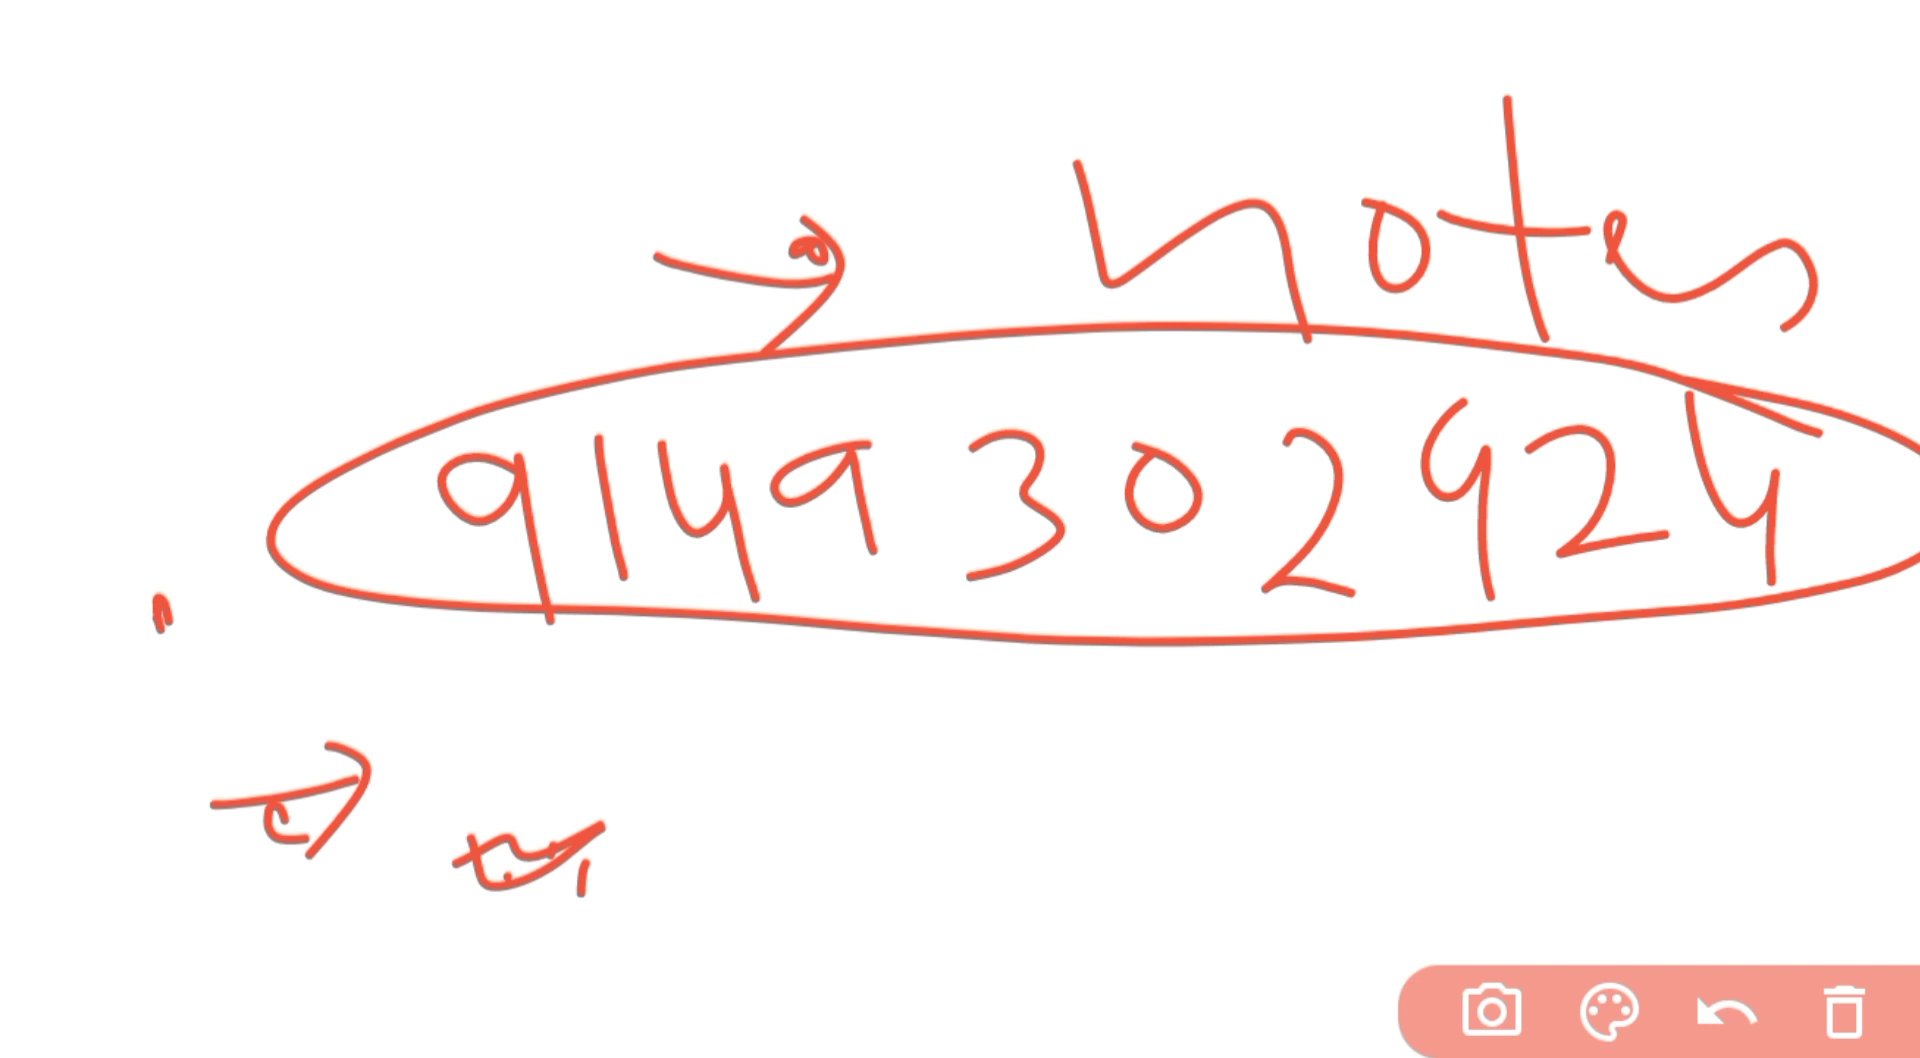 → notes
9149302924
→